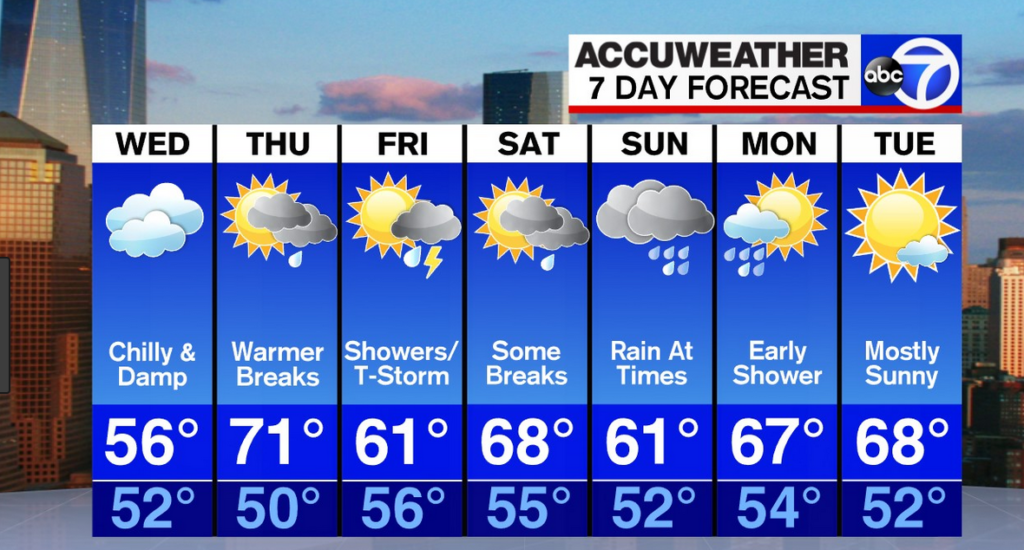 ACCUWEATHER
7 DAY FORECAST
abc 7
WED THU FRI SAT SUN MON TUE
Chilly & Warmer Showers/ Some Rain At Early Mostly
Damp Breaks T-Storm Breaks Times Shower Sunny
56° 71° 61° 68° 61° 67° 68°
52° 50° 56° 55° 52° 54° 52°